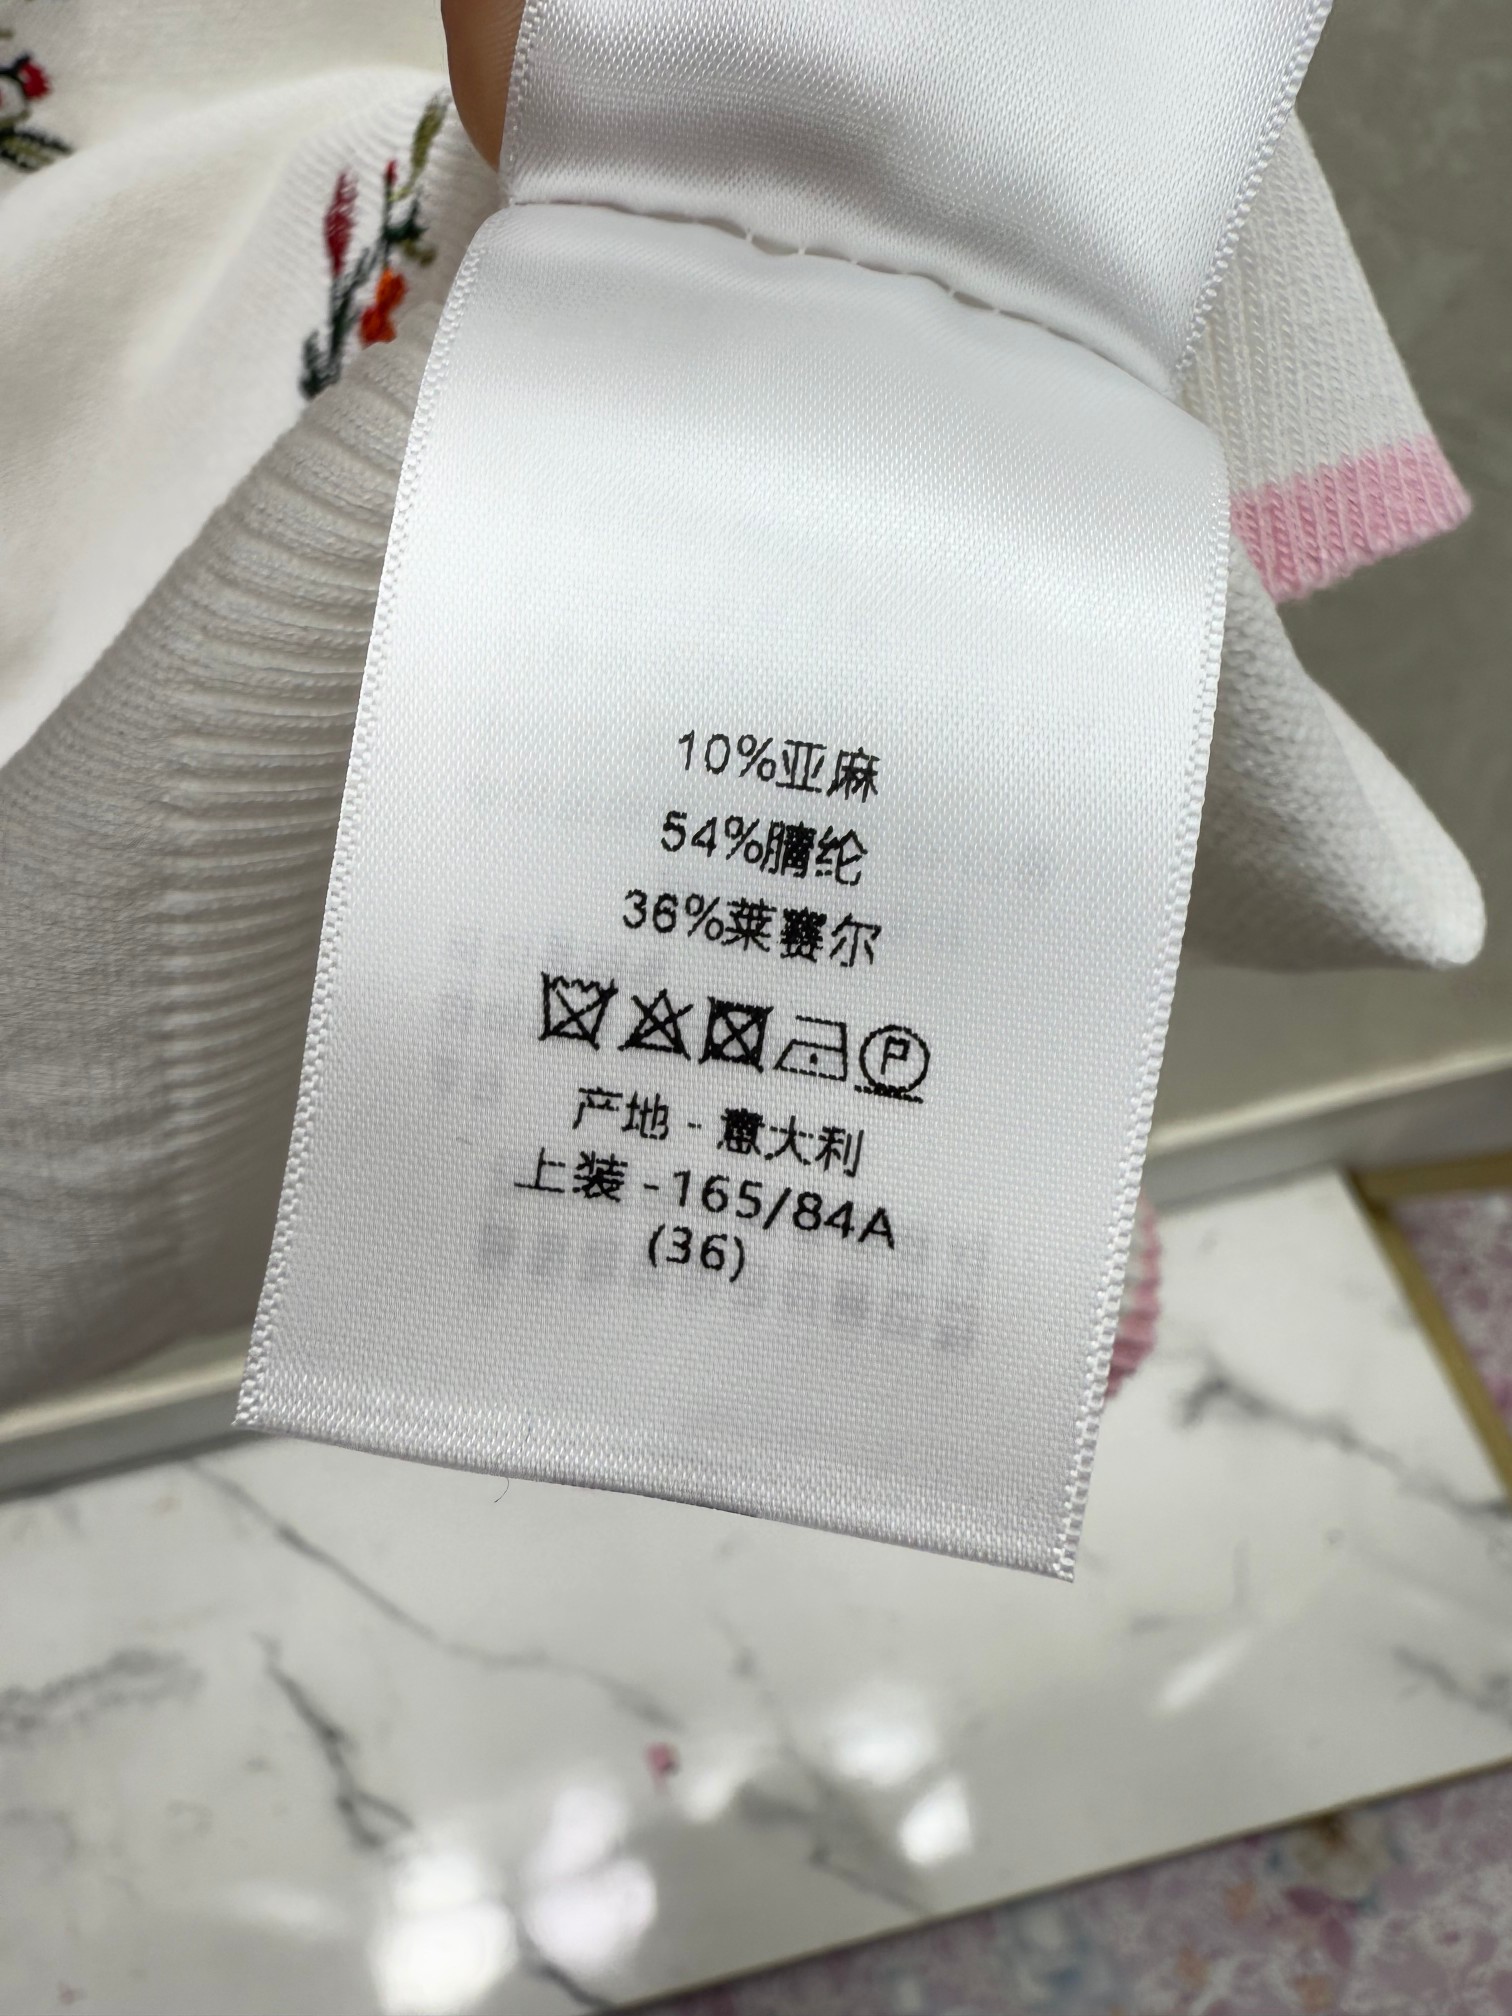 10%亚麻
54%腈纶
36%莱赛尔
P
产地 - 意大利
上装 -165/84A
(36)